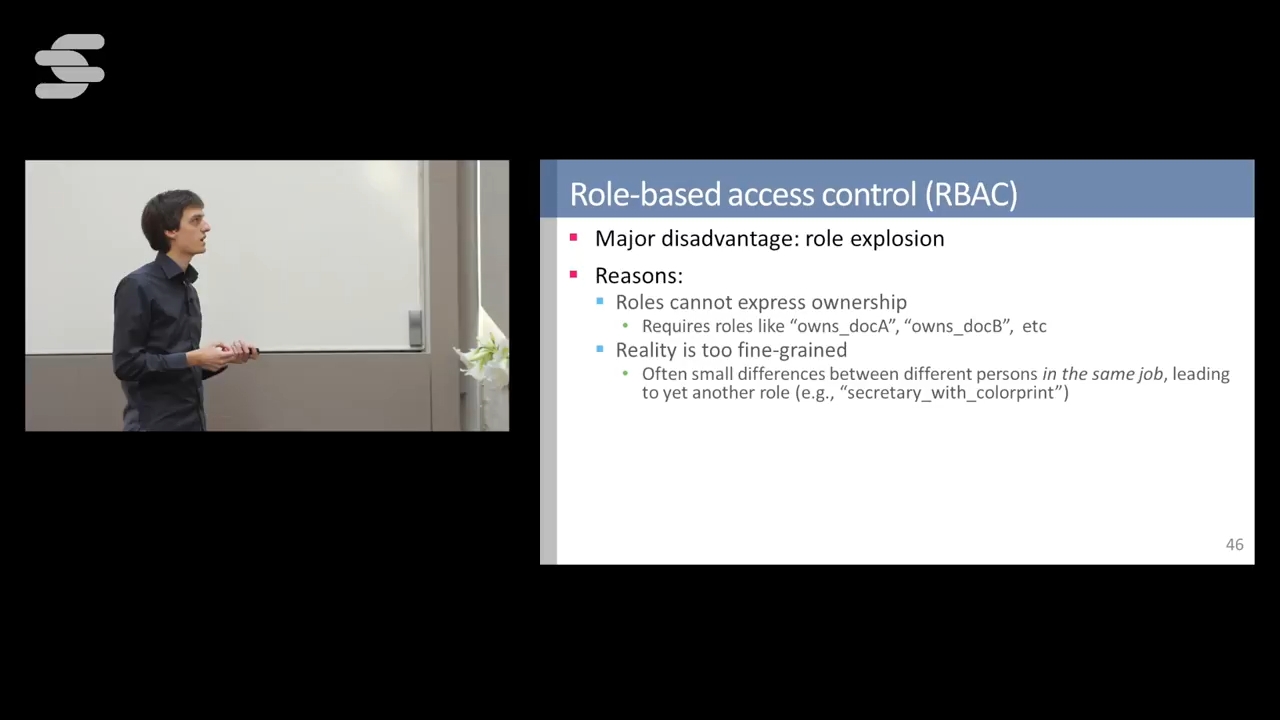 Role-based access control (RBAC)
Major disadvantage: role explosion
Reasons:
Roles cannot express ownership
Requires roles like “owns_docA”, “owns_docB”, etc
Reality is too fine-grained
Often small differences between different persons in the same job, leading
to yet another role (e.g., “secretary_with_colorprint”)
46